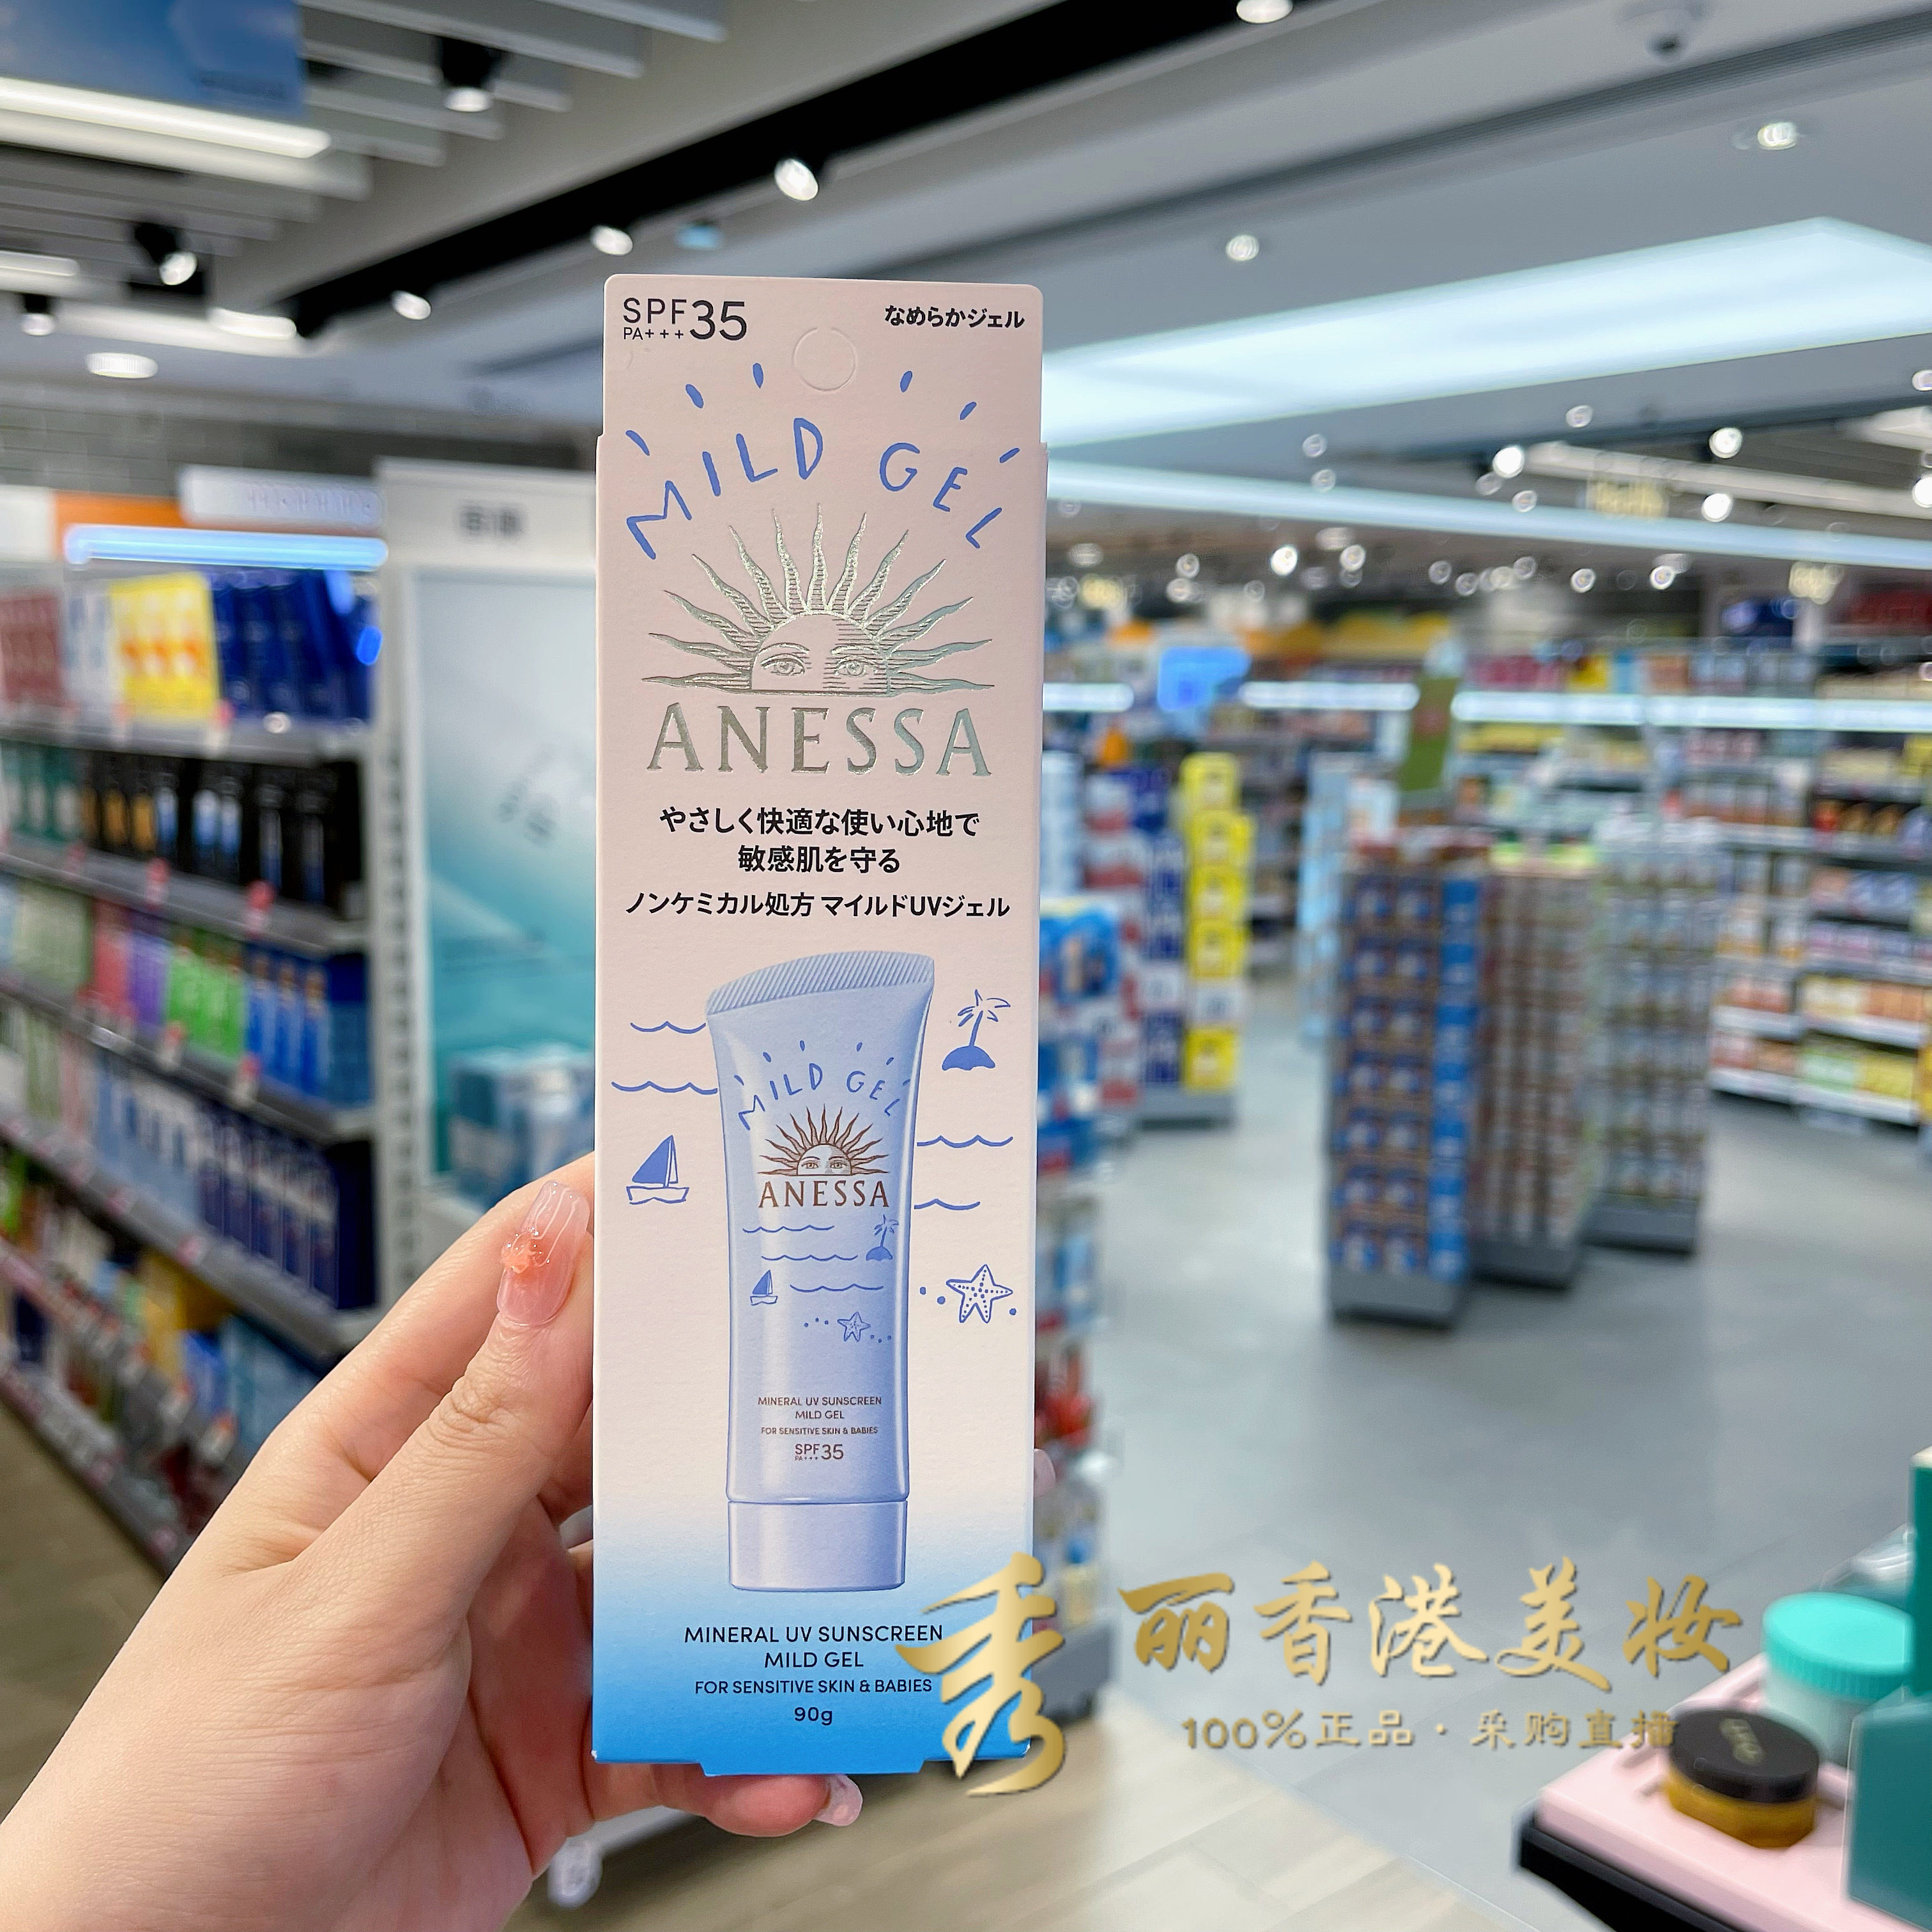 SPF35
PA+++
なめらかジェル
MILD GEL
ANESSA
やさしく快適な使い心地で
敏感肌を守る
ノンケミカル処方 マイルドUVジェル
MILD GEL
ANESSA
MINERAL UV SUNSCREEN
MILD GEL
FOR SENSITIVE SKIN & BABIES
SPF35
PA+++
MINERAL UV SUNSCREEN
MILD GEL
FOR SENSITIVE SKIN & BABIES
90g
秀丽香港美妆
100%正品·采购直播